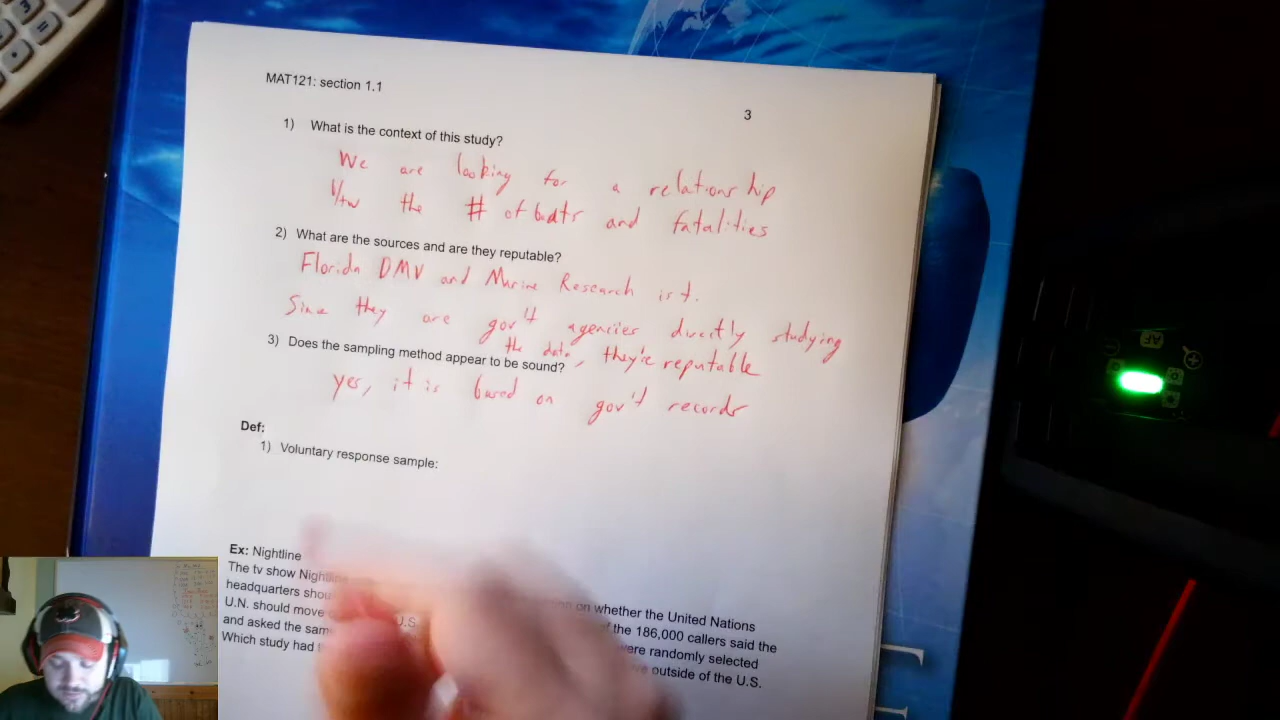 MAT121: section 1.1
3
1) What is the context of this study?
We are looking for a relationship
b/tw the # of boats and fatalities
2) What are the sources and are they reputable?
Florida DMV and Marine Research ist.
Since they are gov't agencies directly studying
the data, they're reputable
3) Does the sampling method appear to be sound?
yes, it is based on gov't records
Def:
1) Voluntary response sample:
Ex: Nightline
The tv show
headquarters on whether the United Nations
U.N. should move U.S. the 186,000 callers said the
and asked the were randomly selected
Which study had outside of the U.S.